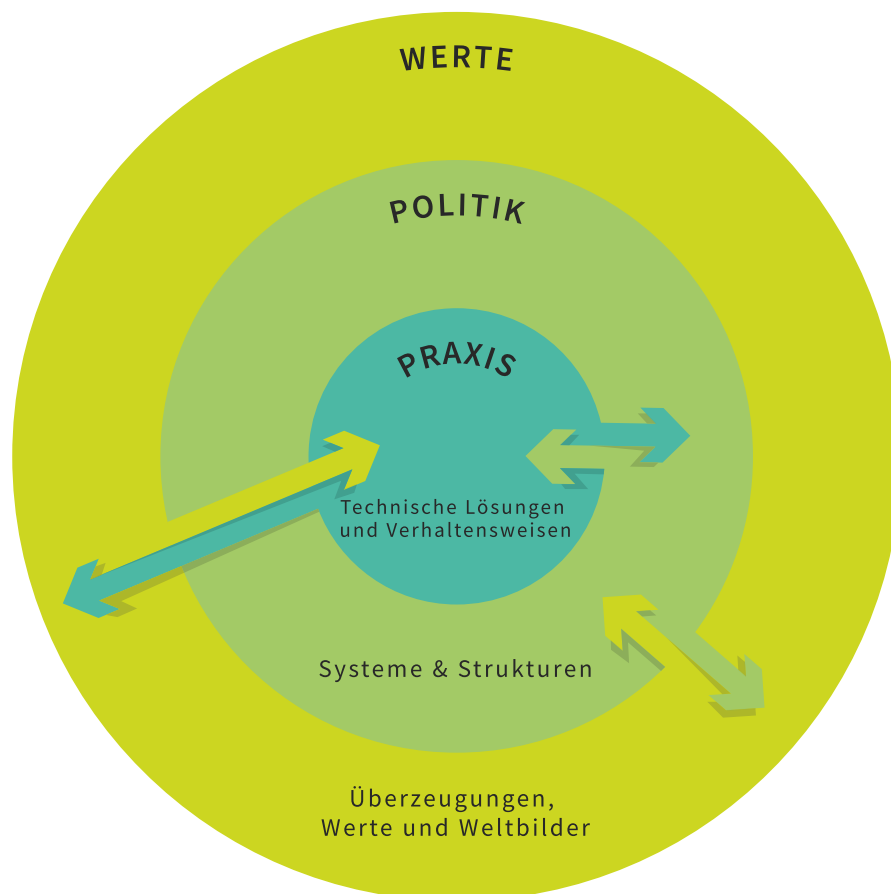 WERTE
POLITIK
PRAXIS
Technische Lösungen
und Verhaltensweisen
Systeme & Strukturen
Überzeugungen,
Werte und Weltbilder